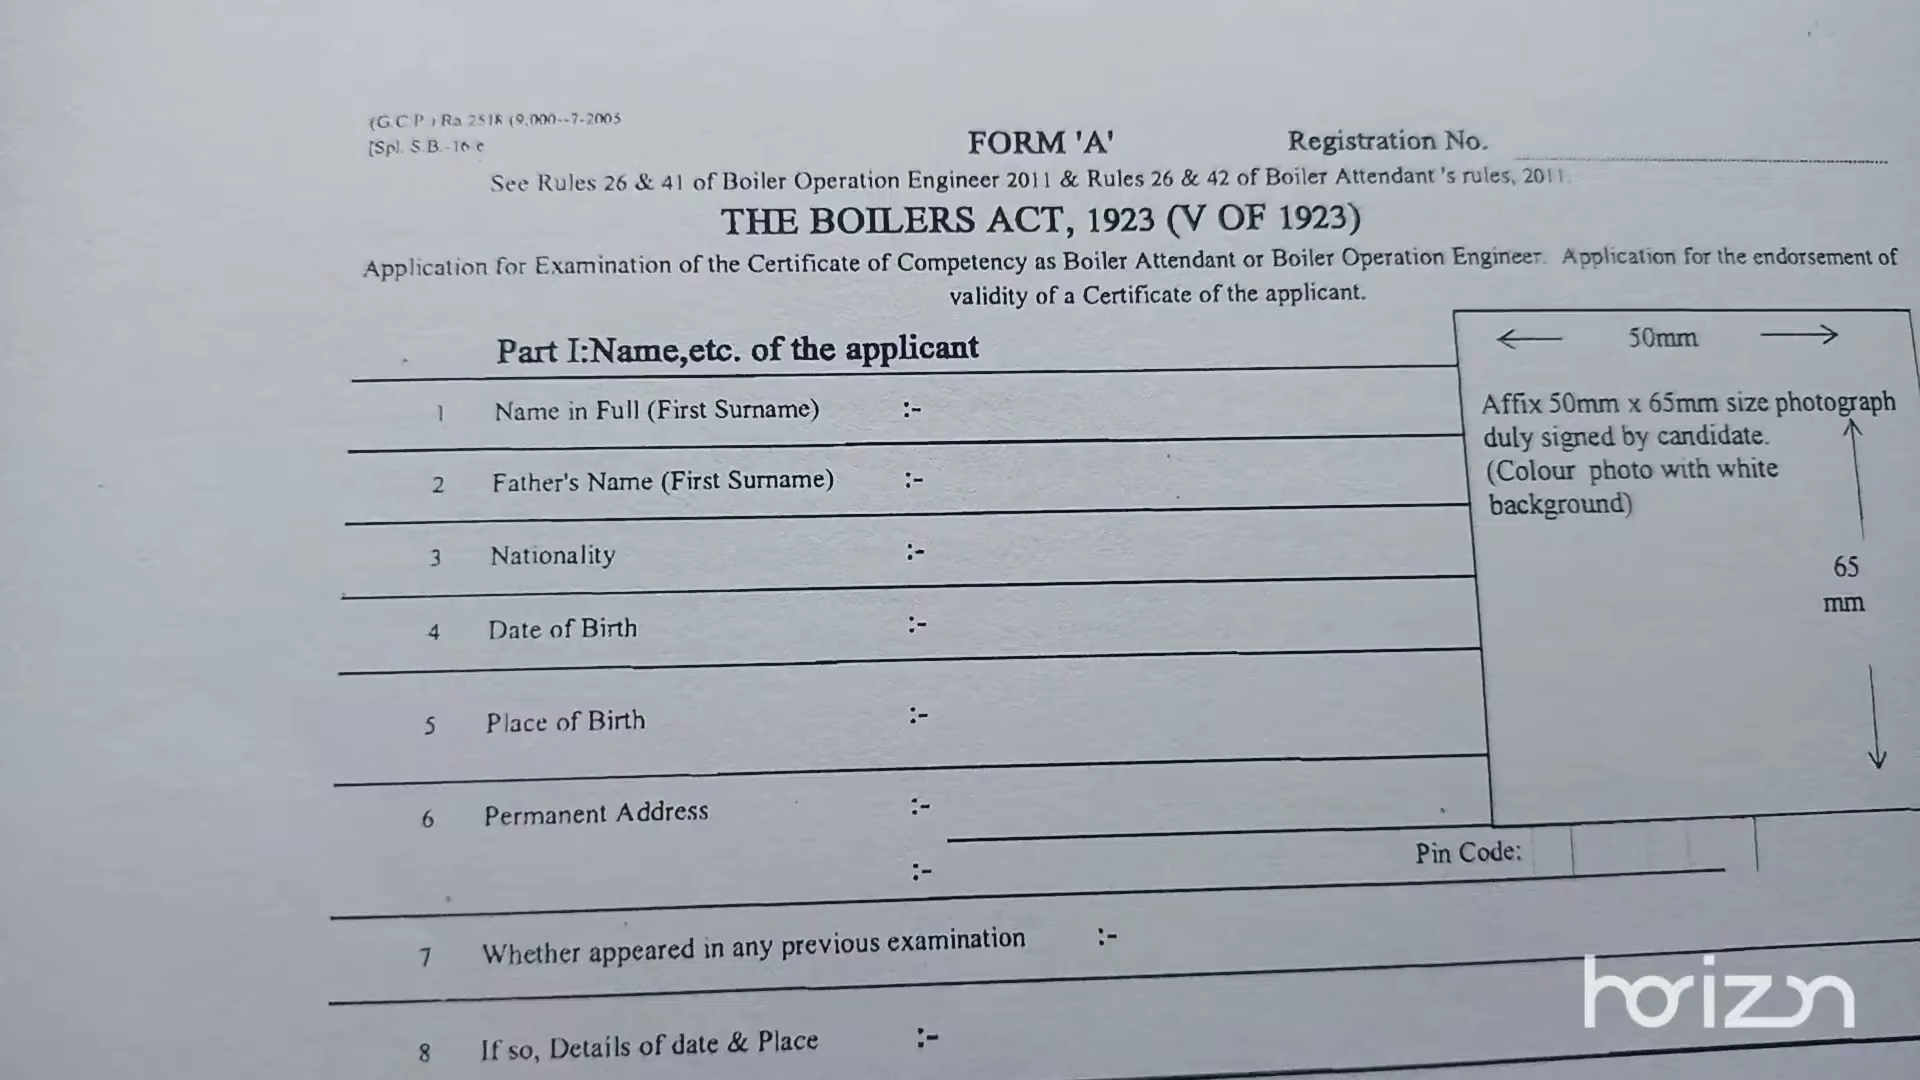 (G.C.P.) Ra 2518 (9,000--7-2005
[Spl. S.B.-16 e
FORM 'A'
Registration No.
See Rules 26 & 41 of Boiler Operation Engineer 2011 & Rules 26 & 42 of Boiler Attendant 's rules, 2011.
THE BOILERS ACT, 1923 (V OF 1923)
Application for Examination of the Certificate of Competency as Boiler Attendant or Boiler Operation Engineer. Application for the endorsement of
validity of a Certificate of the applicant.
Part I:Name,etc. of the applicant
50mm
Affix 50mm x 65mm size photograph
duly signed by candidate.
(Colour photo with white
background)
65
mm
1 Name in Full (First Surname) :-
2 Father's Name (First Surname) :-
3 Nationality :-
4 Date of Birth :-
5 Place of Birth :-
6 Permanent Address :-
:- Pin Code:
7 Whether appeared in any previous examination :-
8 If so, Details of date & Place :-
horizon